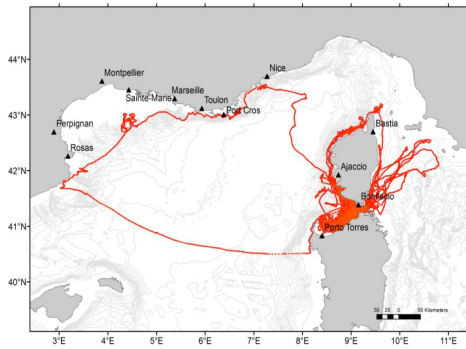 44°N
43°N
42°N
41°N
40°N
Montpellier
Sainte-Marie
Marseille
Toulon
Port Cros
Nice
Perpignan
Rosas
Bastia
Ajaccio
Bonifacio
Porto Torres
50 25 0 50 Kilometers
2°E 3°E 4°E 5°E 6°E 7°E 8°E 9°E 10°E 11°E